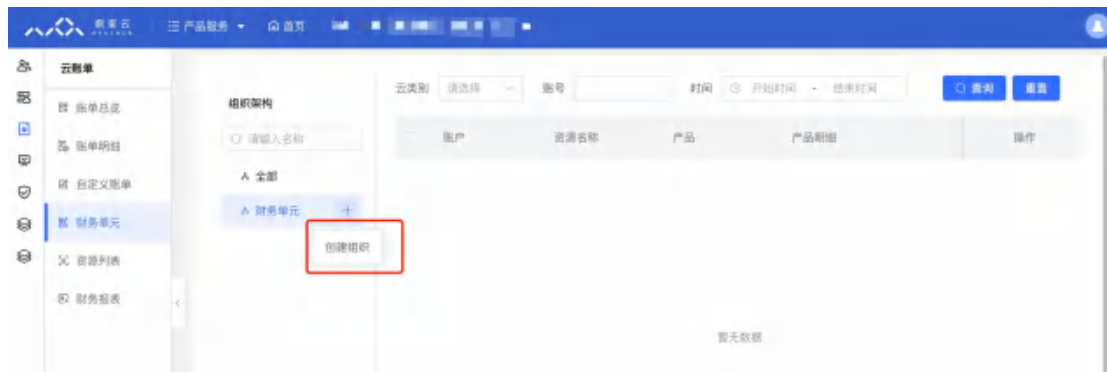 产品服务 首页
云账单
账单总览
账单明细
自定义账单
财务单元
资源列表
财务报表
组织架构
请输入名称
全部
财务单元 +
创建组织
云类别 请选择 账号 时间 开始时间 - 结束时间 查询 重置
账户 资源名称 产品 产品明细 操作
暂无数据